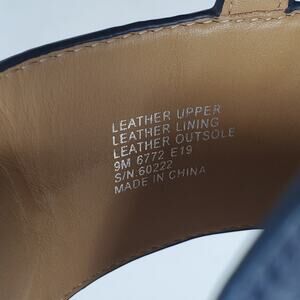 LEATHER UPPER
LEATHER LINING
LEATHER OUTSOLE
9M 6772 E19
S/N 60222
MADE IN CHINA